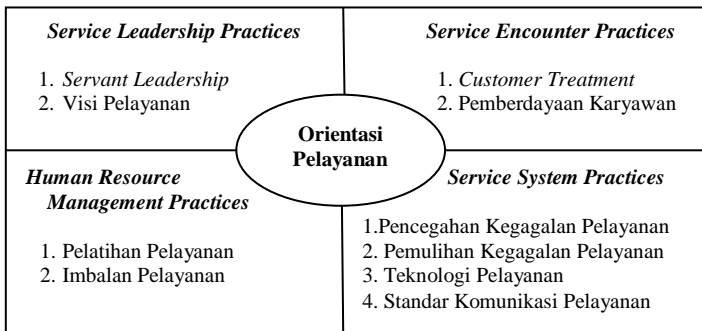 Service Leadership Practices
1. Servant Leadership
2. Visi Pelayanan
Service Encounter Practices
1. Customer Treatment
2. Pemberdayaan Karyawan
Orientasi
Pelayanan
Human Resource
Management Practices
1. Pelatihan Pelayanan
2. Imbalan Pelayanan
Service System Practices
1.Pencegahan Kegagalan Pelayanan
2. Pemulihan Kegagalan Pelayanan
3. Teknologi Pelayanan
4. Standar Komunikasi Pelayanan